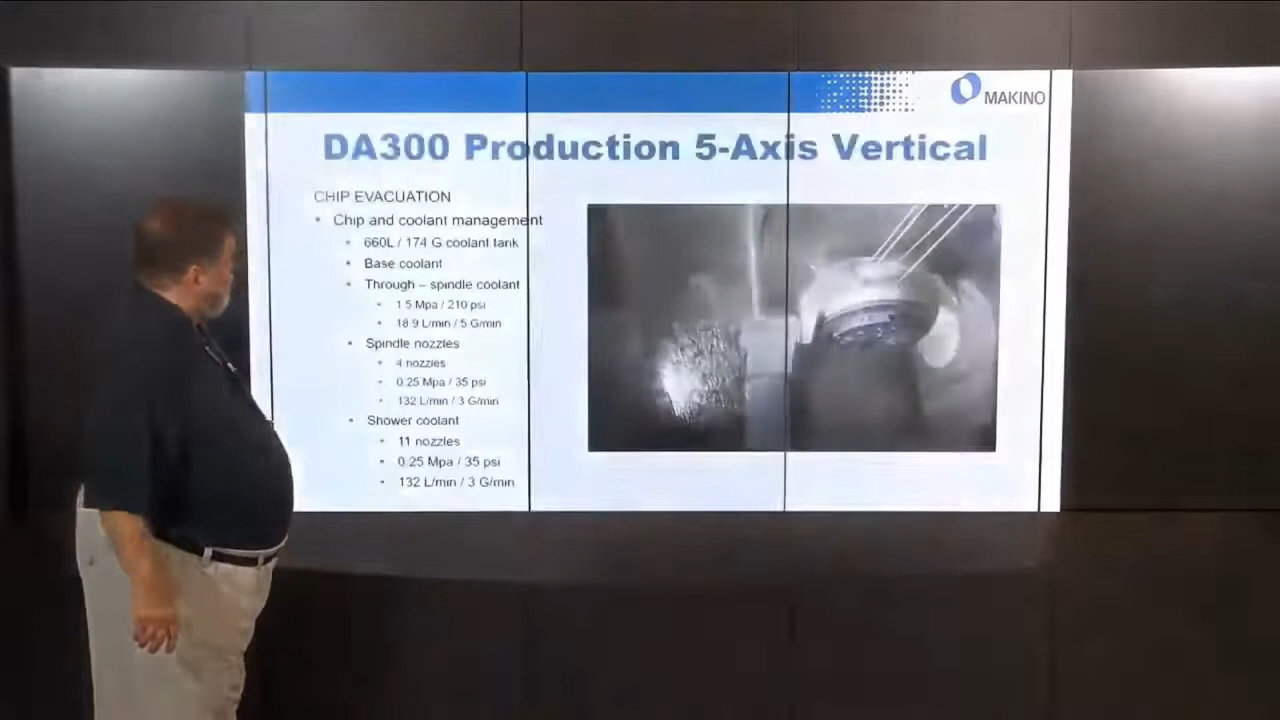 MAKINO
DA300 Production 5-Axis Vertical
CHIP EVACUATION
Chip and coolant management
660L / 174 G coolant tank
Base coolant
Through – spindle coolant
1.5 Mpa / 210 psi
18.9 L/min / 5 G/min
Spindle nozzles
4 nozzles
0.25 Mpa / 35 psi
132 L/min / 3 G/min
Shower coolant
11 nozzles
0.25 Mpa / 35 psi
132 L/min / 3 G/min